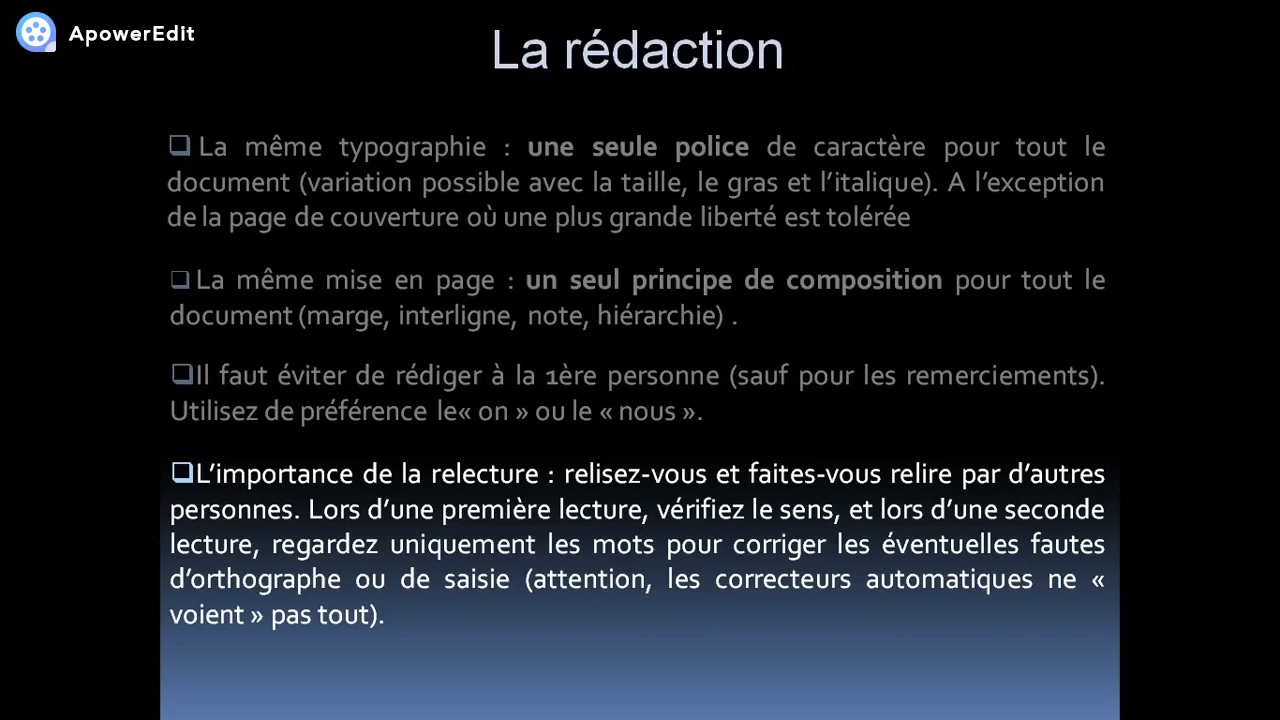 ApowerEdit
La rédaction
❑ La même typographie : une seule police de caractère pour tout le
document (variation possible avec la taille, le gras et l’italique). A l’exception
de la page de couverture où une plus grande liberté est tolérée
❑ La même mise en page : un seul principe de composition pour tout le
document (marge, interligne, note, hiérarchie) .
❑Il faut éviter de rédiger à la 1ère personne (sauf pour les remerciements).
Utilisez de préférence le« on » ou le « nous ».
❑L’importance de la relecture : relisez-vous et faites-vous relire par d’autres
personnes. Lors d’une première lecture, vérifiez le sens, et lors d’une seconde
lecture, regardez uniquement les mots pour corriger les éventuelles fautes
d’orthographe ou de saisie (attention, les correcteurs automatiques ne «
voient » pas tout).